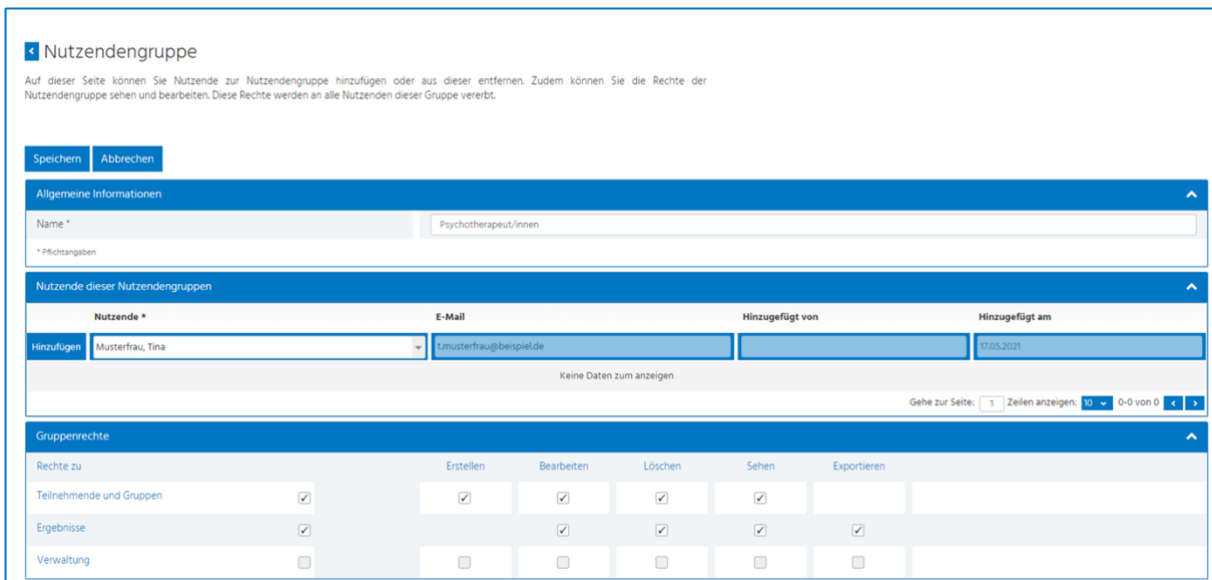 Nutzendengruppe
Auf dieser Seite können Sie Nutzende zur Nutzendengruppe hinzufügen oder aus dieser entfernen. Zudem können Sie die Rechte der
Nutzendengruppe sehen und bearbeiten. Diese Rechte werden an alle Nutzenden dieser Gruppe vererbt.
Speichern Abbrechen
Allgemeine Informationen
Name * Psychotherapeut/innen
* Pflichtangaben
Nutzende dieser Nutzendengruppen
Nutzende * E-Mail Hinzugefügt von Hinzugefügt am
Hinzufügen Musterfrau, Tina t.musterfrau@beispiel.de 17.05.2021
Keine Daten zum anzeigen
Gehe zur Seite: 1 Zeilen anzeigen: 10 0-0 von 0
Gruppenrechte
Rechte zu Erstellen Bearbeiten Löschen Sehen Exportieren
Teilnehmende und Gruppen
Ergebnisse
Verwaltung